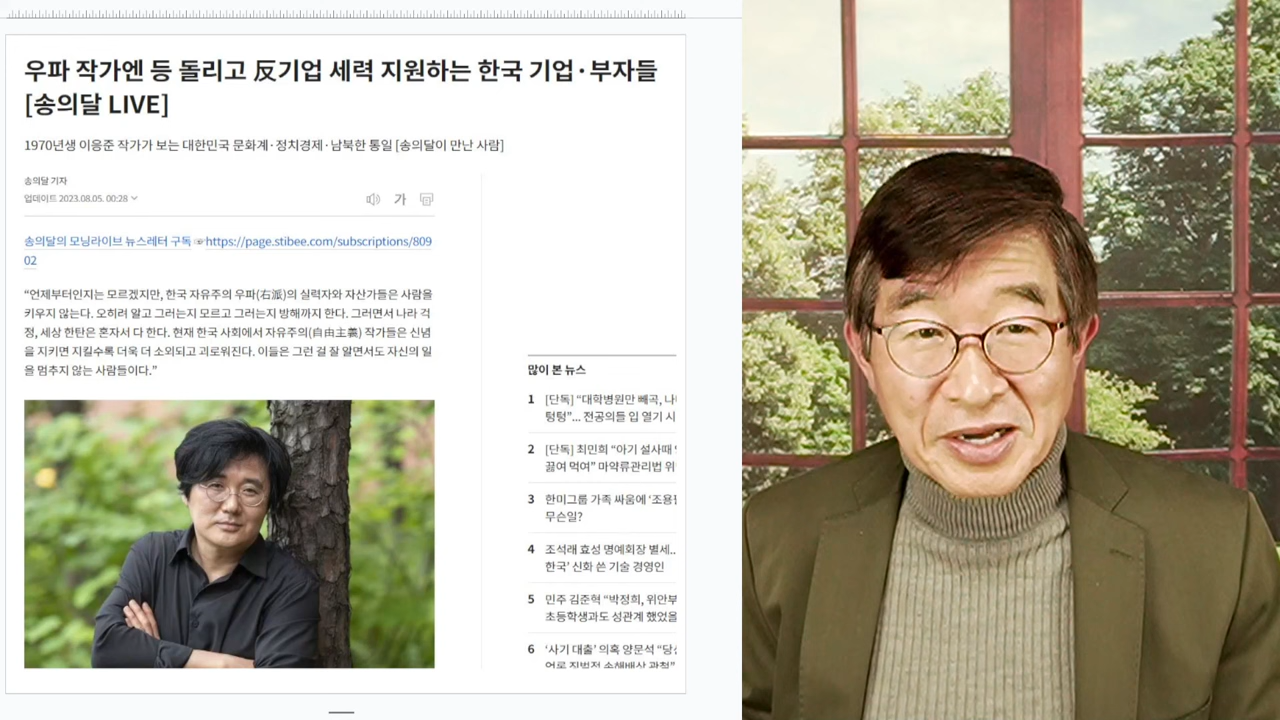 우파 작가엔 등 돌리고 反기업 세력 지원하는 한국 기업·부자들
[송의달 LIVE]
1970년생 이응준 작가가 보는 대한민국 문화계·정치경제·남북한 통일 [송의달이 만난 사람]
송의달 기자
업데이트 2023.08.05. 00:28
가
송의달의 모닝라이브 뉴스레터 구독 ☞https://page.stibee.com/subscriptions/809
02
“언제부터인지는 모르겠지만, 한국 자유주의 우파(右派)의 실력자와 자산가들은 사람을
키우지 않는다. 오히려 알고 그러는지 모르고 그러는지 방해까지 한다. 그러면서 나라 걱
정, 세상 한탄은 혼자서 다 한다. 현재 한국 사회에서 자유주의(自由主義) 작가들은 신념
을 지키면 지킬수록 더욱 더 소외되고 괴로워진다. 이들은 그런 걸 잘 알면서도 자신의 일
을 멈추지 않는 사람들이다.”
많이 본 뉴스
1 [단독] “대학병원만 빼곡,
텅텅”... 전공의들 입 열기 시
2 [단독] 최민희 “아기 설사때
끓여 먹여” 마약류관리법 위
3 한미그룹 가족 싸움에
무슨일?
4 조석래 효성 명예회장 별세..
한국’ 신화 쓴 기술 경영인
5 민주 김준혁 “박정희, 위안부
초등학생과도 성관계 했었을
6 ‘사기 대출’ 의혹 양문석